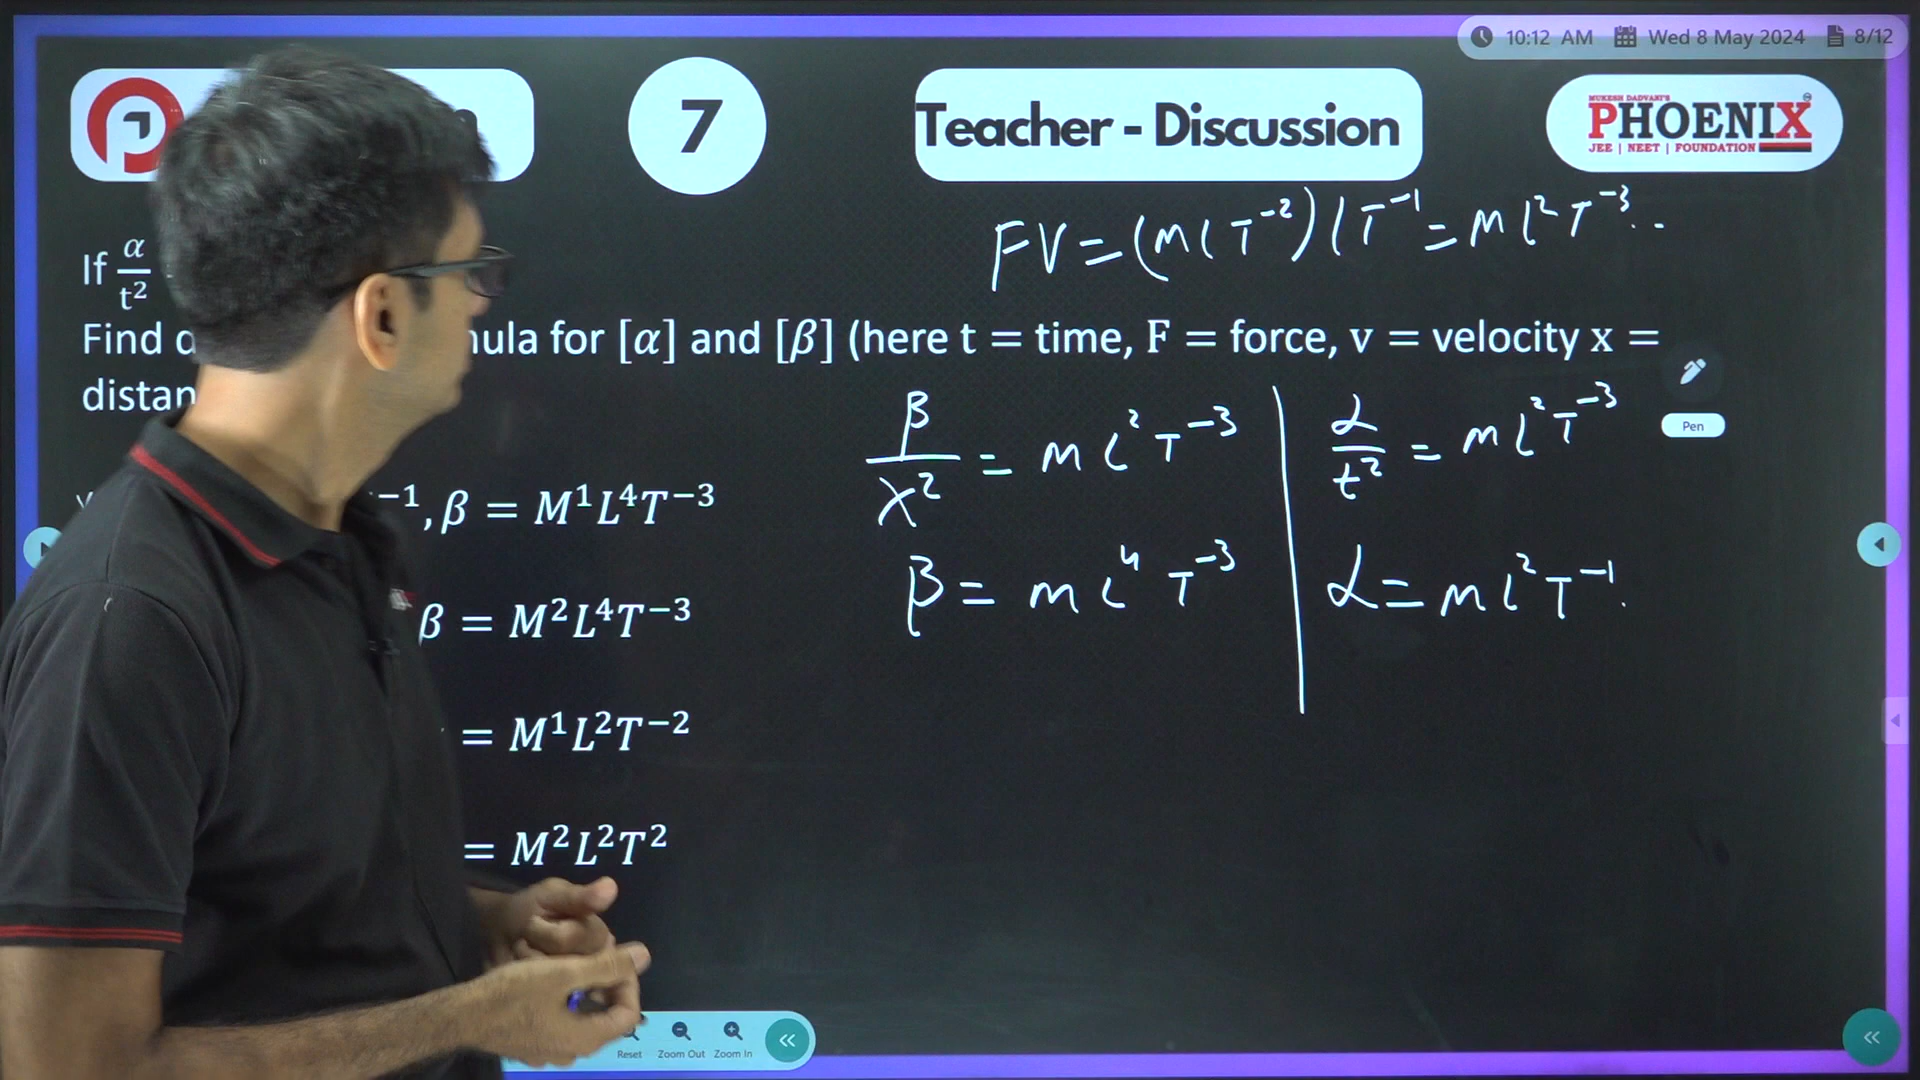 10:12 AM Wed 8 May 2024 8/12
7 Teacher - Discussion
MUKESH DADVANI'S
PHOENIX
JEE | NEET | FOUNDATION
FV = (MLT⁻²) LT⁻¹ = ML²T⁻³..
If α/t²
Find for [α] and [β] (here t = time, F = force, v = velocity x =
Pen
β/x² = ML²T⁻³
α/t² = ML²T⁻³
⁻¹, β = M¹L⁴T⁻³
β = ML⁴T⁻³
α = ML²T⁻¹.
β = M²L⁴T⁻³
= M¹L²T⁻²
= M²L²T²
Reset Zoom Out Zoom In